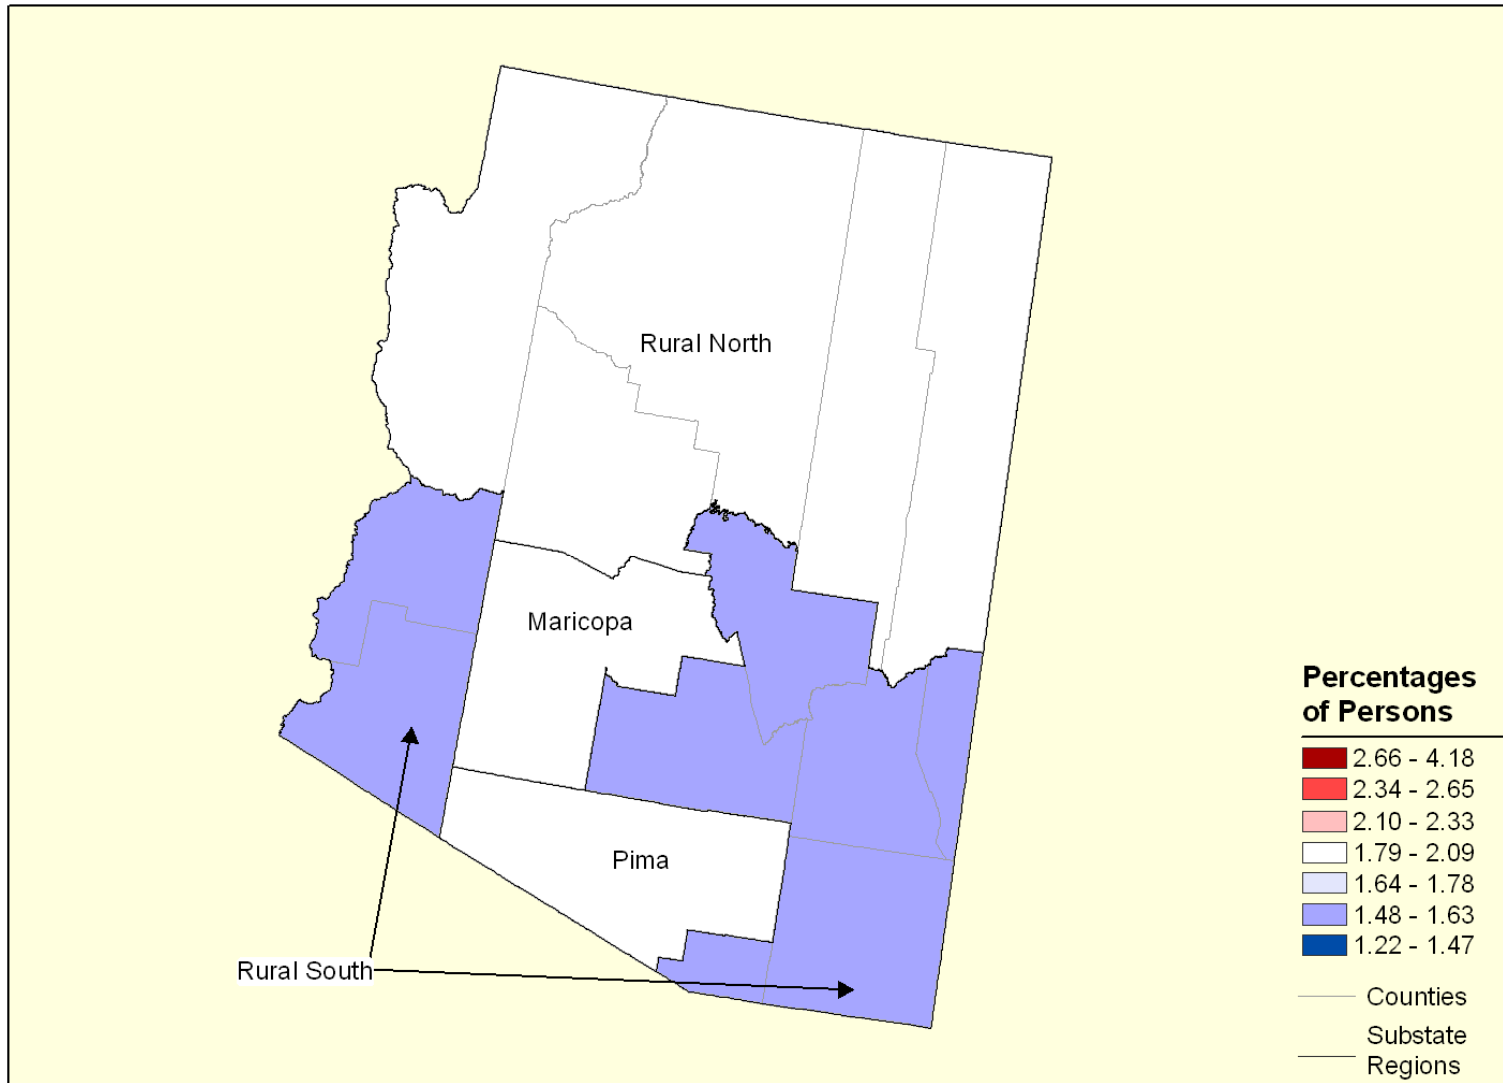 Rural North
Maricopa
Pima
Rural South
Percentages
of Persons
2.66 - 4.18
2.34 - 2.65
2.10 - 2.33
1.79 - 2.09
1.64 - 1.78
1.48 - 1.63
1.22 - 1.47
Counties
Substate
Regions